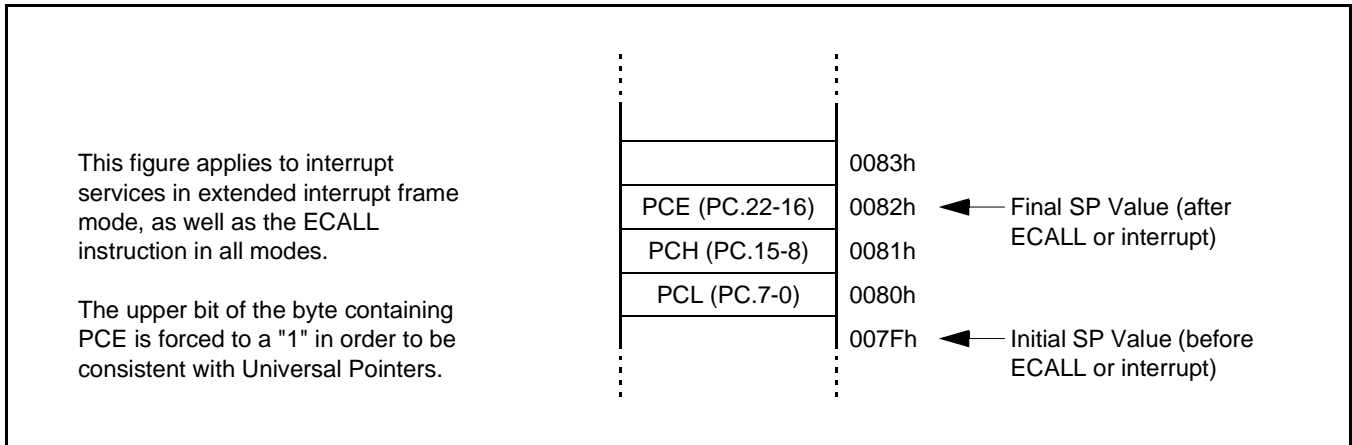 This figure applies to interrupt
services in extended interrupt frame
mode, as well as the ECALL
instruction in all modes.
The upper bit of the byte containing
PCE is forced to a "1" in order to be
consistent with Universal Pointers.
0083h
PCE (PC.22-16) 0082h Final SP Value (after
ECALL or interrupt)
PCH (PC.15-8) 0081h
PCL (PC.7-0) 0080h
007Fh Initial SP Value (before
ECALL or interrupt)